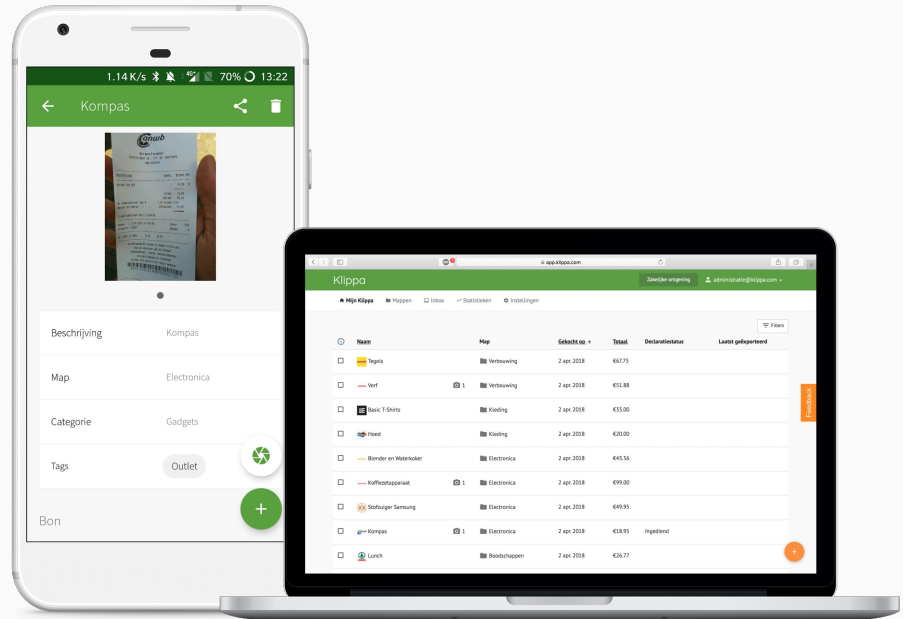 1.14 K/s 4G 70% 13:22
Kompas
anwb
Beschrijving Kompas
Map Electronica
Categorie Gadgets
Tags Outlet
Bon
app.klippa.com
Klippa Zakelijke omgeving administratie@klippa.com
Mijn Klippa Mappen Inbox Statistieken Instellingen
Filters
Naam Map Gekocht op Totaal Declaratiestatus Laatst geëxporteerd
Tegels Verbouwing 2 apr. 2018 €67.75
Verf 1 Verbouwing 2 apr. 2018 €51.88
Basic T-Shirts Kleding 2 apr. 2018 €33.00
Hoed Kleding 2 apr. 2018 €20.00
Blender en Waterkoker Electronica 2 apr. 2018 €45.56
Koffiezetapparaat 1 Electronica 2 apr. 2018 €99.00
Stofzuiger Samsung Electronica 2 apr. 2018 €49.95
Kompas 1 Electronica 2 apr. 2018 €18.95 Ingediend
Lunch Boodschappen 2 apr. 2018 €26.77
Feedback